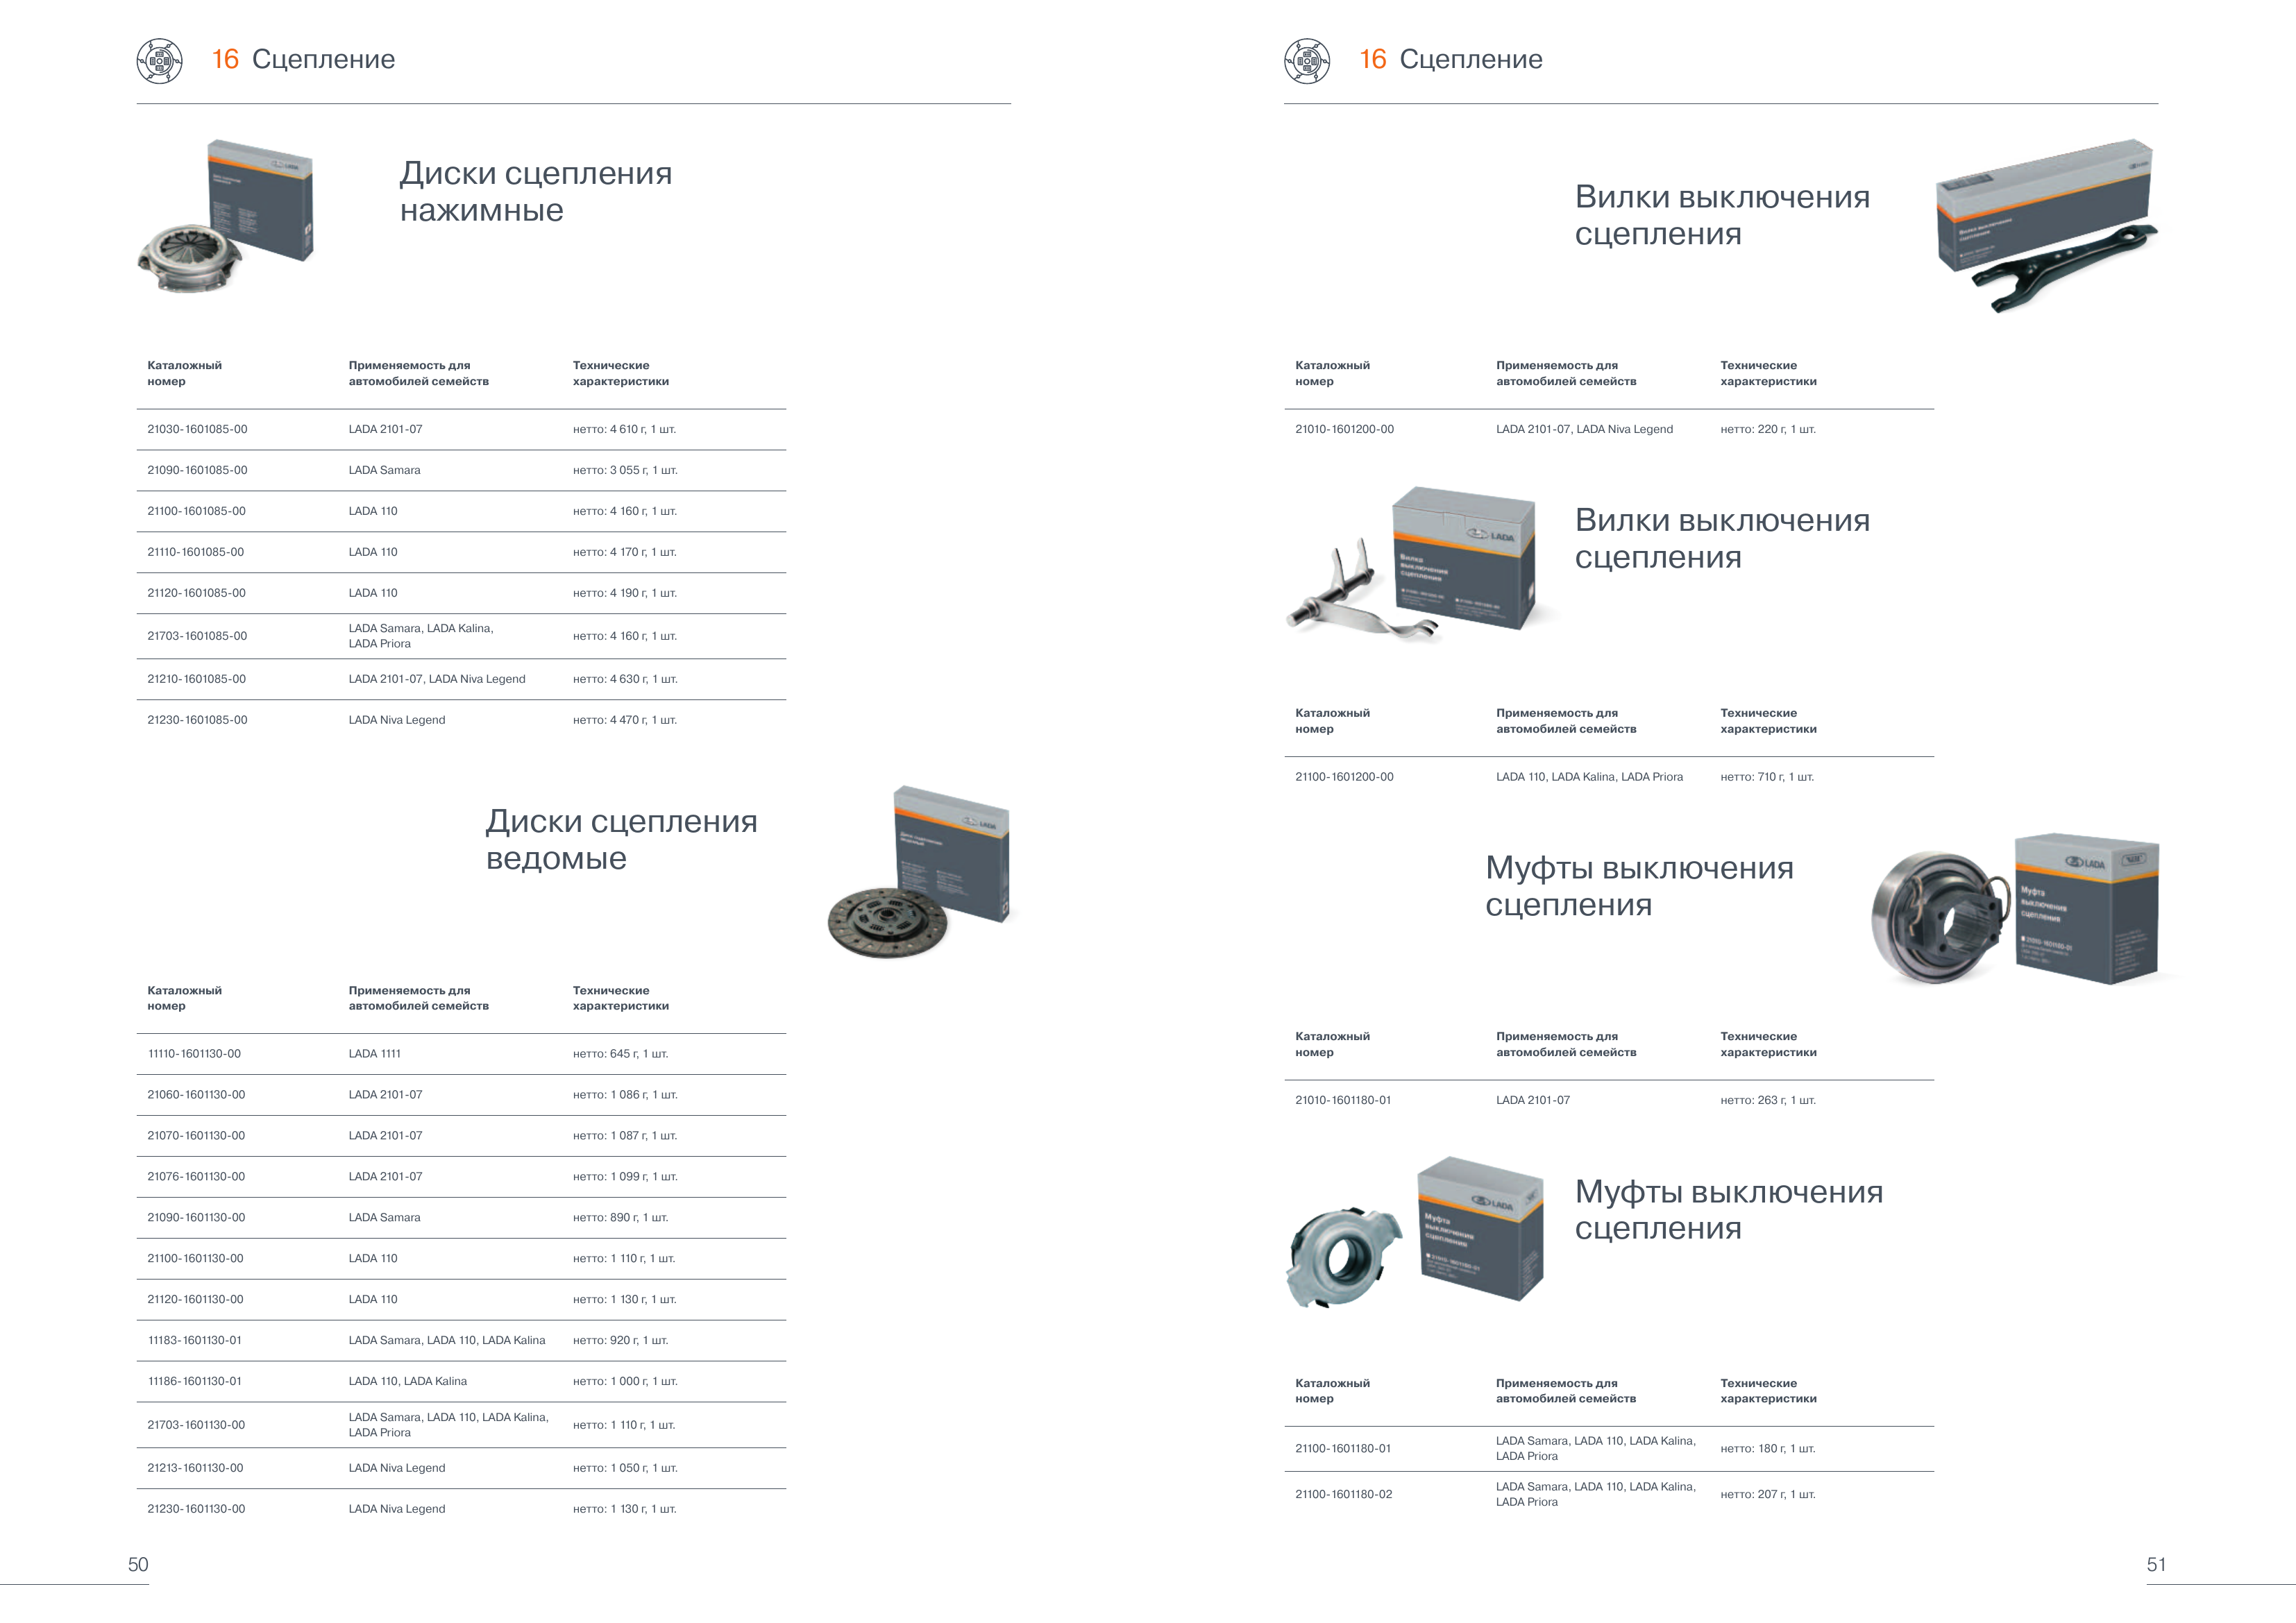 16 Сцепление
Диски сцепления
нажимные
Каталожный номер Применяемость для автомобилей семейств Технические характеристики
21030-1601085-00 LADA 2101-07 нетто: 4 610 г, 1 шт.
21090-1601085-00 LADA Samara нетто: 3 055 г, 1 шт.
21100-1601085-00 LADA 110 нетто: 4 160 г, 1 шт.
21110-1601085-00 LADA 110 нетто: 4 170 г, 1 шт.
21120-1601085-00 LADA 110 нетто: 4 190 г, 1 шт.
21703-1601085-00 LADA Samara, LADA Kalina, LADA Priora нетто: 4 160 г, 1 шт.
21210-1601085-00 LADA 2101-07, LADA Niva Legend нетто: 4 630 г, 1 шт.
21230-1601085-00 LADA Niva Legend нетто: 4 470 г, 1 шт.
Диски сцепления
ведомые
LADA
Каталожный номер Применяемость для автомобилей семейств Технические характеристики
11110-1601130-00 LADA 1111 нетто: 645 г, 1 шт.
21060-1601130-00 LADA 2101-07 нетто: 1 086 г, 1 шт.
21070-1601130-00 LADA 2101-07 нетто: 1 087 г, 1 шт.
21076-1601130-00 LADA 2101-07 нетто: 1 099 г, 1 шт.
21090-1601130-00 LADA Samara нетто: 890 г, 1 шт.
21100-1601130-00 LADA 110 нетто: 1 110 г, 1 шт.
21120-1601130-00 LADA 110 нетто: 1 130 г, 1 шт.
11183-1601130-01 LADA Samara, LADA 110, LADA Kalina нетто: 920 г, 1 шт.
11186-1601130-01 LADA 110, LADA Kalina нетто: 1 000 г, 1 шт.
21703-1601130-00 LADA Samara, LADA 110, LADA Kalina, LADA Priora нетто: 1 110 г, 1 шт.
21213-1601130-00 LADA Niva Legend нетто: 1 050 г, 1 шт.
21230-1601130-00 LADA Niva Legend нетто: 1 130 г, 1 шт.
50
16 Сцепление
Вилки выключения
сцепления
Каталожный номер Применяемость для автомобилей семейств Технические характеристики
21010-1601200-00 LADA 2101-07, LADA Niva Legend нетто: 220 г, 1 шт.
LADA
Вилка
выключения
сцепления
Вилки выключения
сцепления
Каталожный номер Применяемость для автомобилей семейств Технические характеристики
21100-1601200-00 LADA 110, LADA Kalina, LADA Priora нетто: 710 г, 1 шт.
Муфты выключения
сцепления
LADA
Муфта
выключения
сцепления
21010-1601180-01
Каталожный номер Применяемость для автомобилей семейств Технические характеристики
21010-1601180-01 LADA 2101-07 нетто: 263 г, 1 шт.
LADA
Муфта
выключения
сцепления
Муфты выключения
сцепления
Каталожный номер Применяемость для автомобилей семейств Технические характеристики
21100-1601180-01 LADA Samara, LADA 110, LADA Kalina, LADA Priora нетто: 180 г, 1 шт.
21100-1601180-02 LADA Samara, LADA 110, LADA Kalina, LADA Priora нетто: 207 г, 1 шт.
51